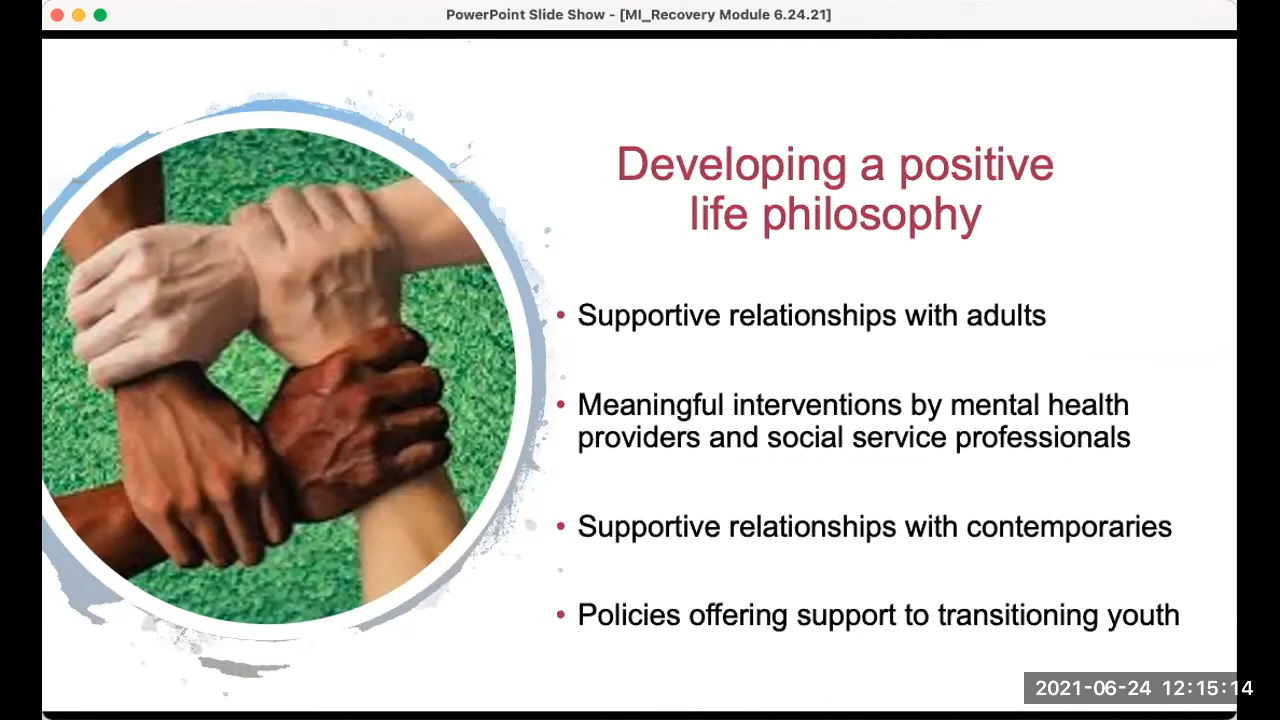 PowerPoint Slide Show - [MI_Recovery Module 6.24.21]
Developing a positive
life philosophy
• Supportive relationships with adults
• Meaningful interventions by mental health
providers and social service professionals
• Supportive relationships with contemporaries
• Policies offering support to transitioning youth
2021-06-24 12:15:14